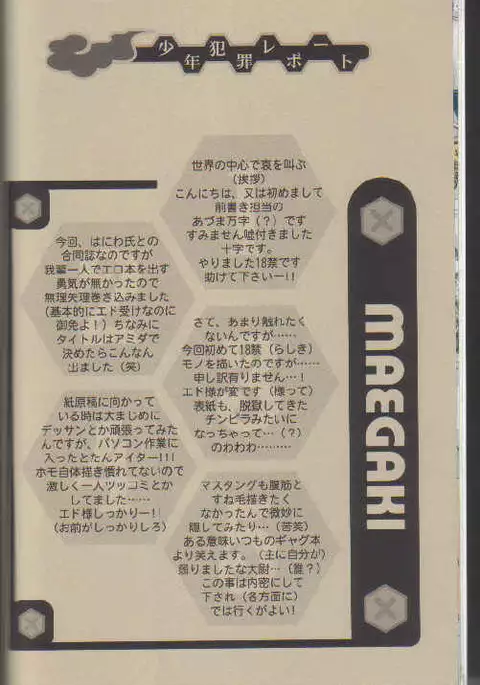 少年犯罪レポート
MAEGAKI
世界の中心で哀を叫ぶ
(挨拶)
こんにちは、又は初めまして
前書き担当の
あづま万字(?)です
すみません嘘付きました
十字です。
やりました18禁です
助けて下さいー!!
今回、はにわ氏との
合同誌なのですが
我輩一人でエロ本を出す
勇気が無かったので
無理矢理巻き込みました
(基本的にエド受けなのに
御免よ!)ちなみに
タイトルはアミダで
決めたらこんなん
出ました(笑)
さて、あまり触れたく
ないんですが……
今回初めて18禁(らしき)
モノを描いたのですが……
申し訳有りません…!
エド様が変です(様って)
表紙も、脱獄してきた
チンピラみたいに
なっちゃって…(?)
のわわわ………
紙原稿に向かって
いる時は大まじめに
デッサンとか頑張ってみた
んですが、パソコン作業に
入ったとたんアイター!!!
ホモ自体描き慣れてないので
激しく一人ツッコミとか
してました……
エド様しっかりー!!
(お前がしっかりしろ)
マスタングも腹筋と
すね毛描きたく
なかったんで微妙に
隠してみたり…(苦笑)
ある意味いつものギャグ本
より笑えます。(主に自分が)
弱りましたな大尉…(誰?)
この事は内密にして
下され(各方面に)
では行くがよい!